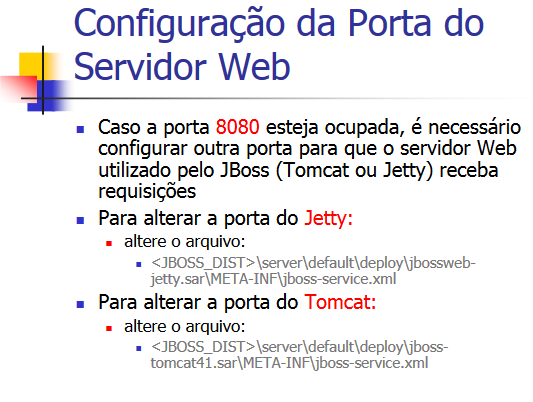 Configuração da Porta do
Servidor Web
Caso a porta 8080 esteja ocupada, é necessário
configurar outra porta para que o servidor Web
utilizado pelo JBoss (Tomcat ou Jetty) receba
requisições
Para alterar a porta do Jetty:
altere o arquivo:
<JBOSS_DIST>\server\default\deploy\jbossweb-
jetty.sar\META-INF\jboss-service.xml
Para alterar a porta do Tomcat:
altere o arquivo:
<JBOSS_DIST>\server\default\deploy\jboss-
tomcat41.sar\META-INF\jboss-service.xml